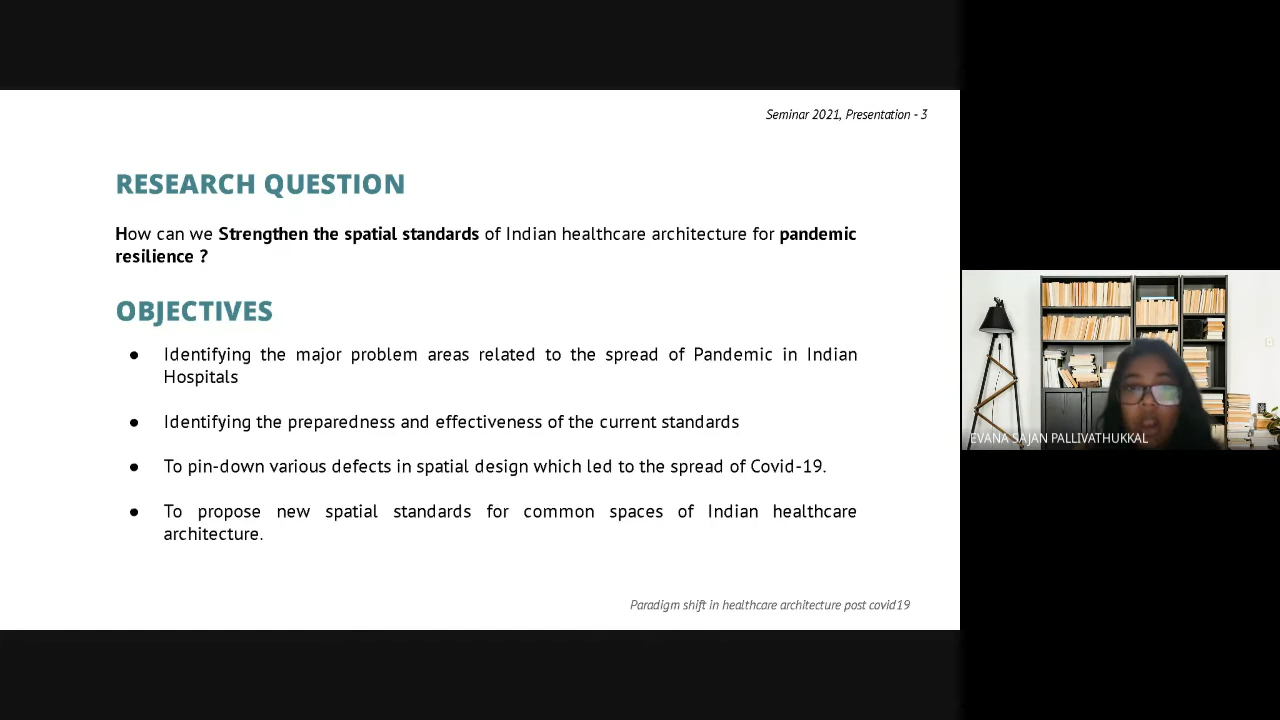 Seminar 2021, Presentation - 3
RESEARCH QUESTION
How can we Strengthen the spatial standards of Indian healthcare architecture for pandemic
resilience ?
OBJECTIVES
● Identifying the major problem areas related to the spread of Pandemic in Indian
Hospitals
● Identifying the preparedness and effectiveness of the current standards
● To pin-down various defects in spatial design which led to the spread of Covid-19.
● To propose new spatial standards for common spaces of Indian healthcare
architecture.
Paradigm shift in healthcare architecture post covid19
EVANA SAJAN PALLIVATHUKKAL